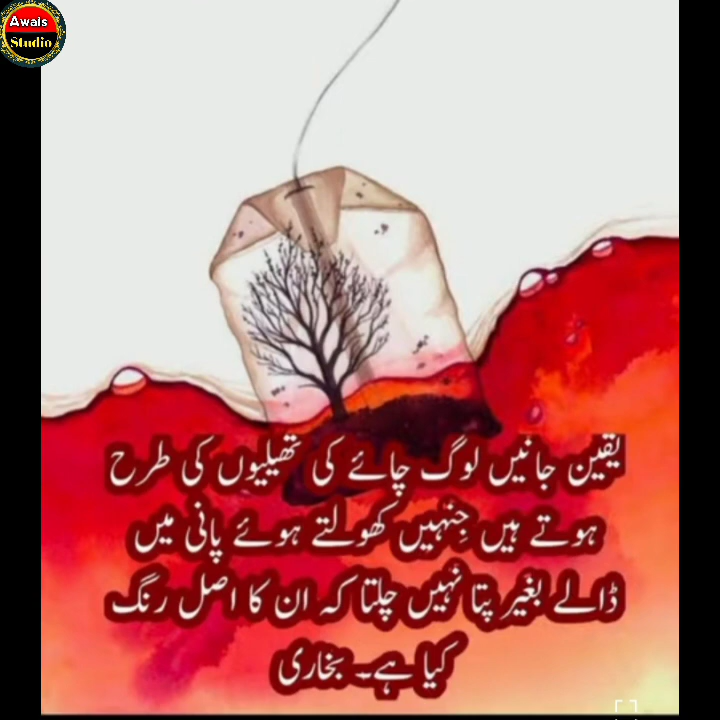 Awais
Studio
یقین جانیں لوگ چائے کی تھیلیوں کی طرح
ہوتے ہیں جِنہیں کھولتے ہوئے پانی میں
ڈالے بغیر پتا نہیں چلتا کہ ان کا اصل رنگ
کیا ہے۔ بخاری